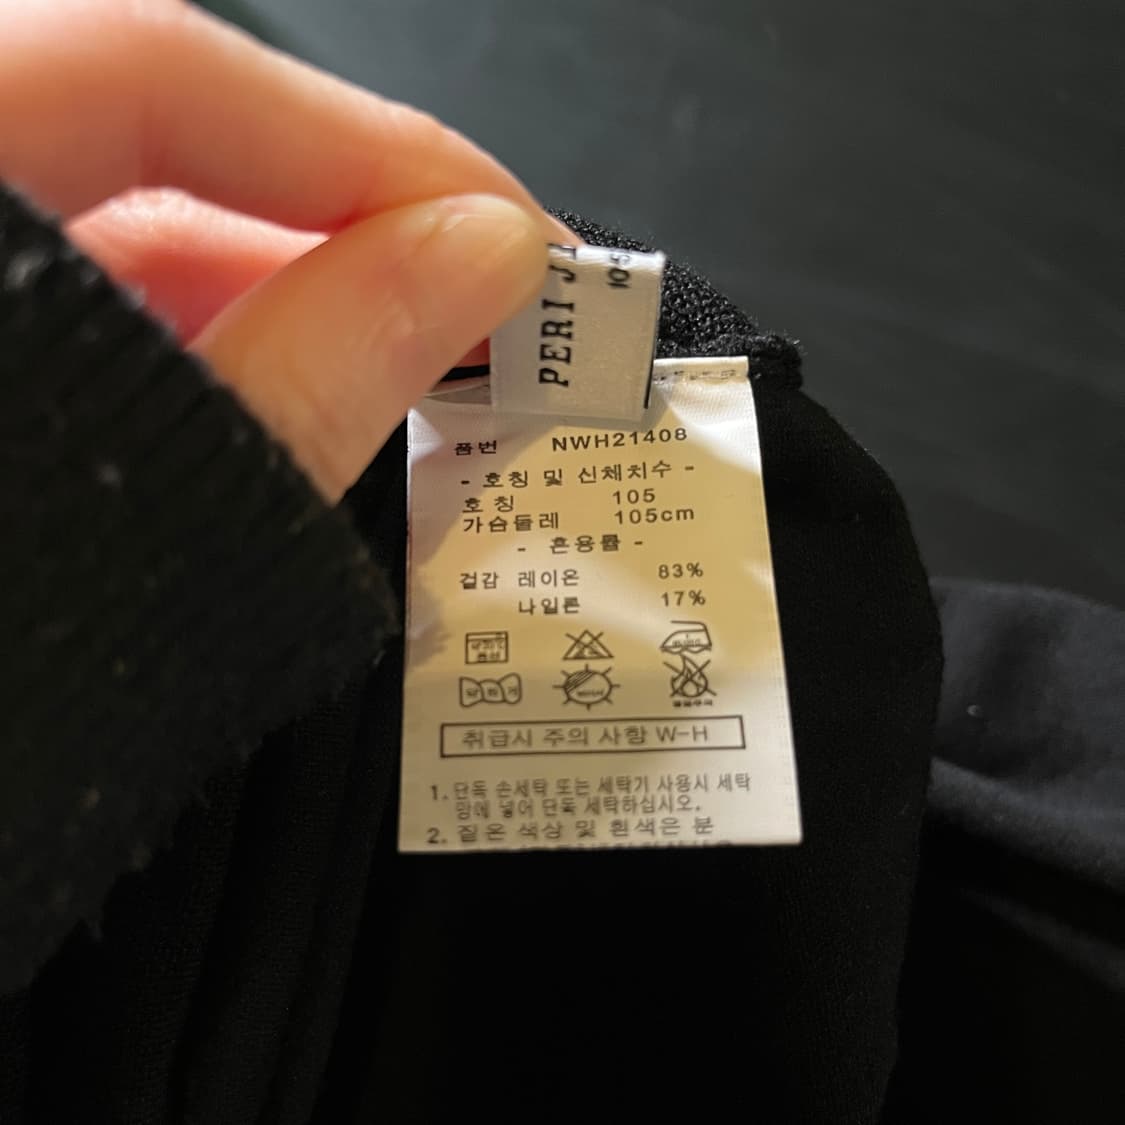 PERI
105
품번 NWH21408
- 호칭 및 신체치수 -
호칭 105
가슴둘레 105cm
- 혼용률 -
겉감 레이온 83%
나일론 17%
약하게
취급시 주의 사항 W-H
1. 단독 손세탁 또는 세탁기 사용시 세탁
망에 넣어 단독 세탁하십시오.
2. 짙은 색상 및 흰색은 분